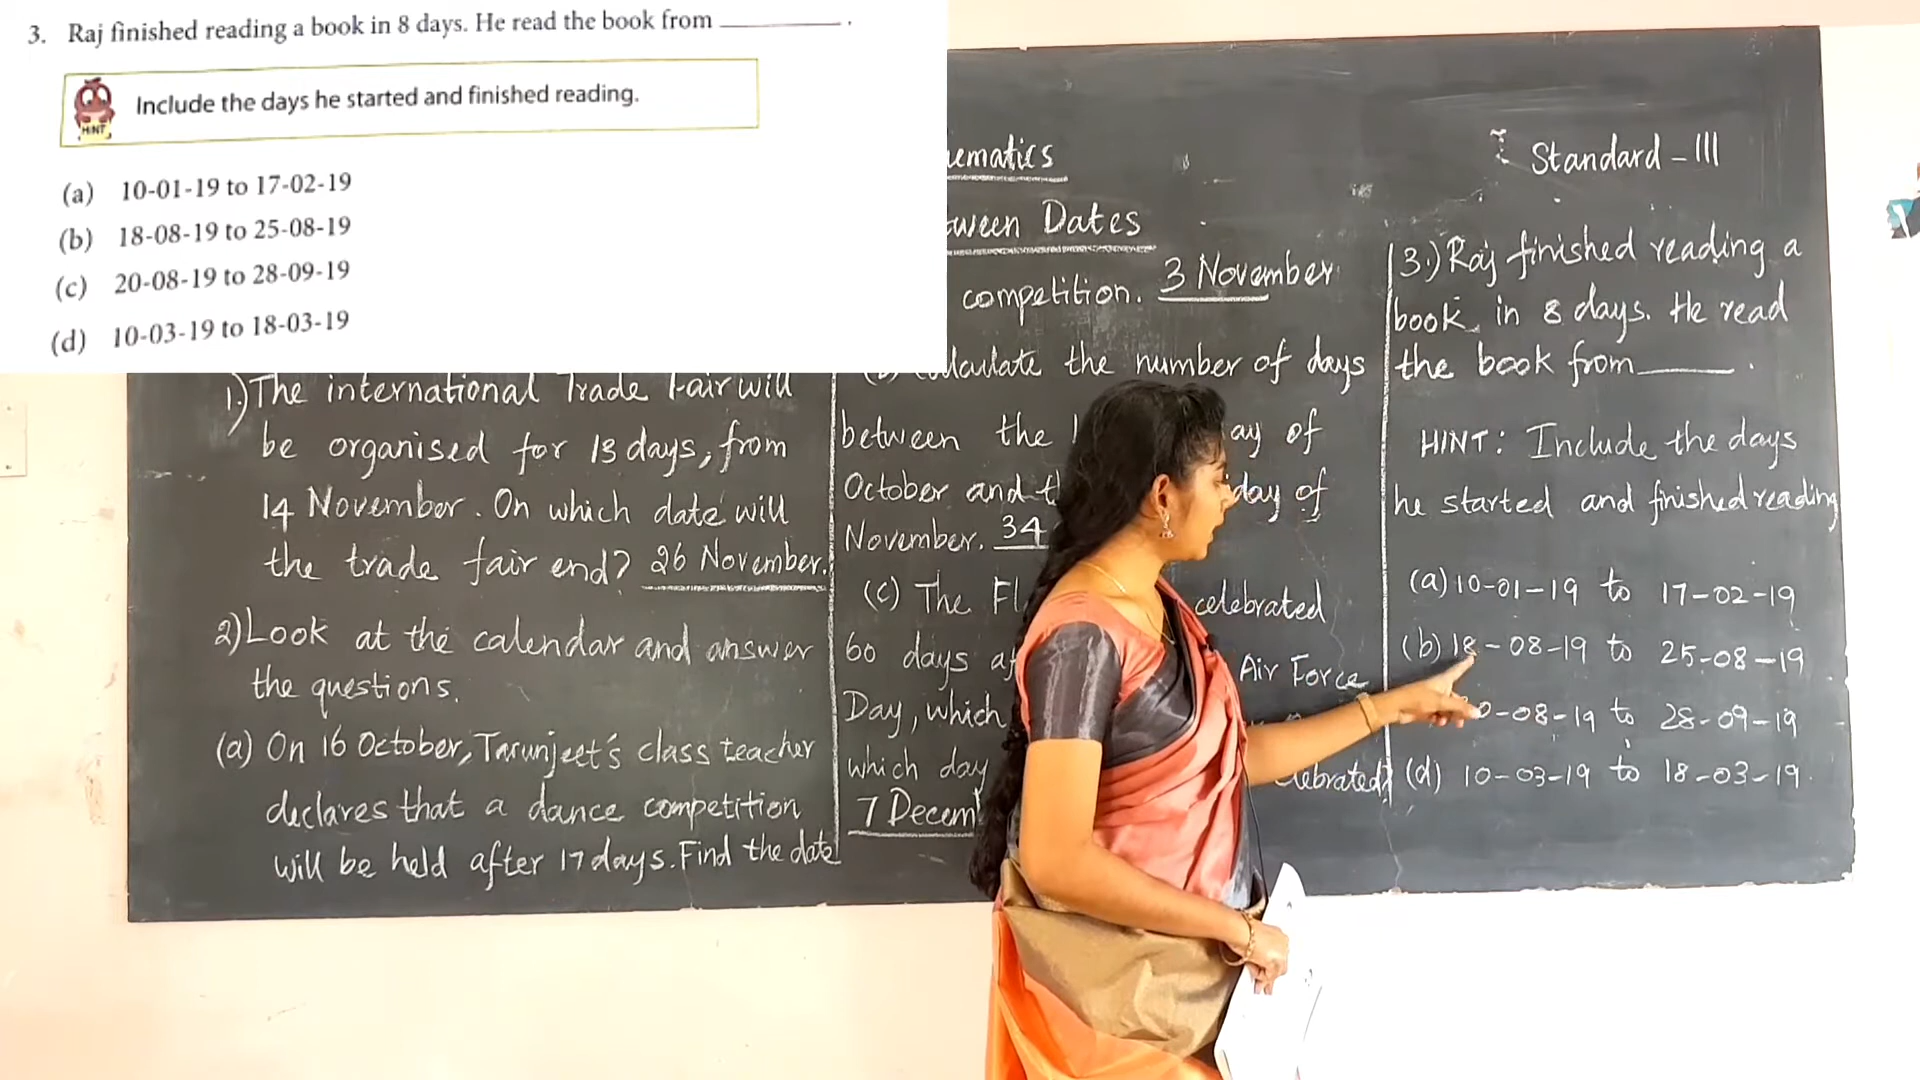 3. Raj finished reading a book in 8 days. He read the book from ________ .
HINT
Include the days he started and finished reading.
(a) 10-01-19 to 17-02-19
(b) 18-08-19 to 25-08-19
(c) 20-08-19 to 28-09-19
(d) 10-03-19 to 18-03-19
ematics
Standard - III
ween Dates
1.) The international Trade Fair will
be organised for 13 days, from
14 November. On which date will
the trade fair end? 26 November.
2) Look at the calendar and answer
the questions.
(a) On 16 October, Tarunjeet's class teacher
declares that a dance competition
will be held after 17 days. Find the date
competition. 3 November
the number of days
between the ay of
October and day of
November. 34
(c) The celebrated
60 days Air Force
Day, which
which day ebrated?
7 Decem
3.) Raj finished reading a
book in 8 days. He read
the book from ______ .
HINT : Include the days
he started and finished reading
(a) 10-01-19 to 17-02-19
(b) 18-08-19 to 25-08-19
0-08-19 to 28-09-19
(d) 10-03-19 to 18-03-19.